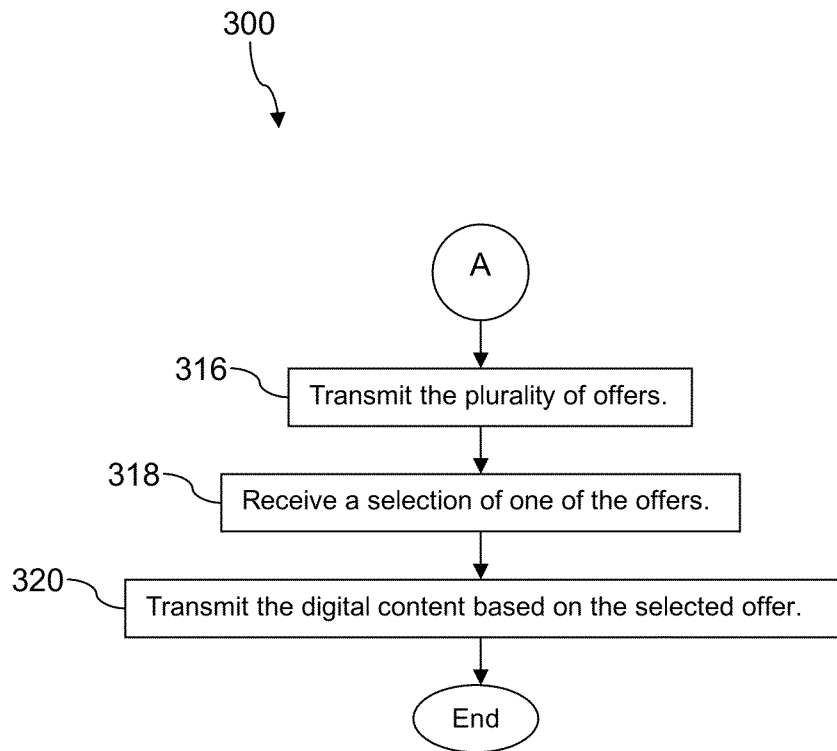 300
A
316
Transmit the plurality of offers.
318
Receive a selection of one of the offers.
320
Transmit the digital content based on the selected offer.
End